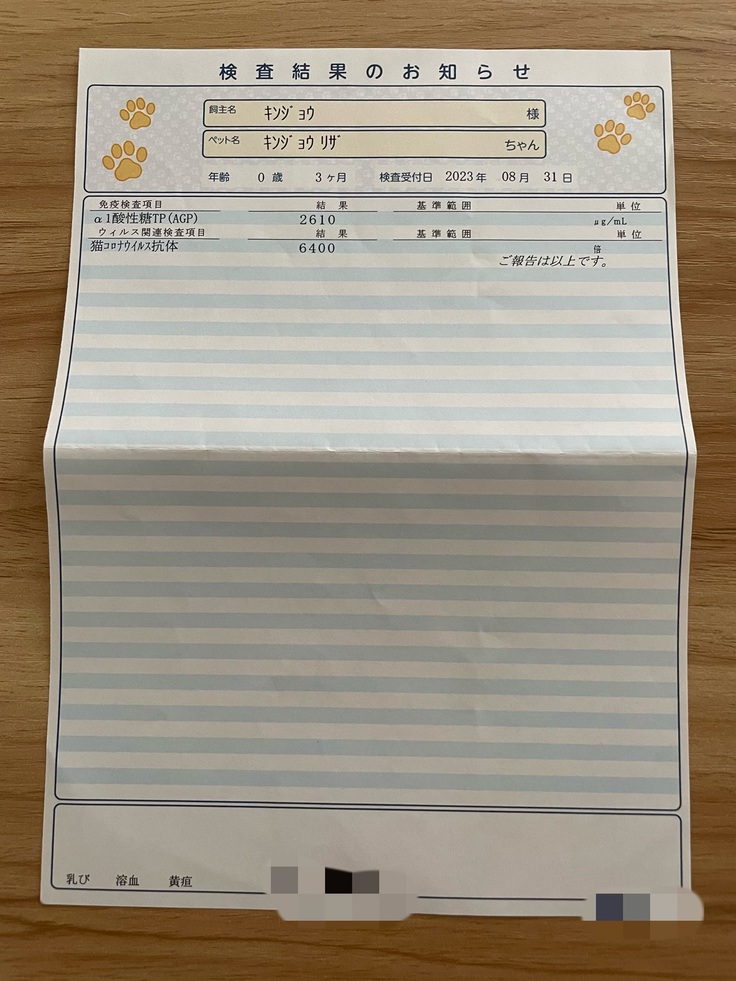 検査結果のお知らせ
飼主名 ｷﾝｼﾞｮｳ 様
ペット名 ｷﾝｼﾞｮｳ ﾘｻﾞ ちゃん
年齢 0 歳 3 ヶ月 検査受付日 2023 年 08 月 31 日
免疫検査項目 結果 基準範囲 単位
α1酸性糖TP(AGP) 2610 μg/mL
ウィルス関連検査項目 結果 基準範囲 単位
猫ｺﾛﾅｳｲﾙｽ抗体 6400 倍
ご報告は以上です。
乳び 溶血 黄疸